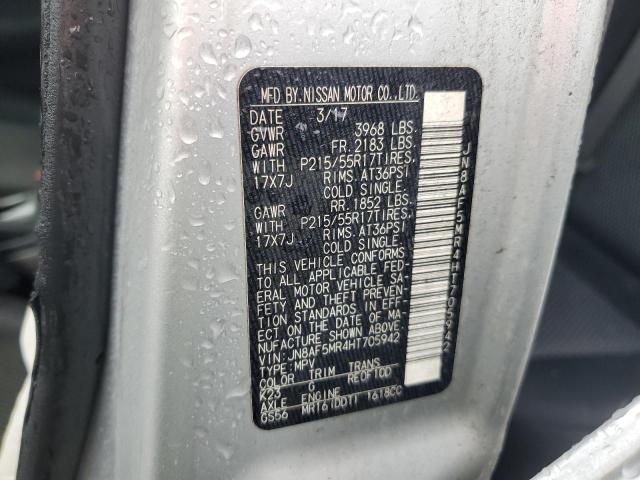 MFD BY.NISSAN MOTOR CO.,LTD.
DATE 3/17
GVWR 3968 LBS.
GAWR FR. 2183 LBS.
WITH P215/55R17TIRES,
17X7J RIMS.AT36PSI
COLD SINGLE.
GAWR RR. 1852 LBS.
WITH P215/55R17TIRES,
17X7J RIMS.AT36PSI
COLD SINGLE.
THIS VEHICLE CONFORMS
TO ALL APPLICABLE FED-
ERAL MOTOR VEHICLE SA-
FETY AND THEFT PREVEN-
TION STANDARDS IN EFF-
ECT ON THE DATE OF MA-
NUFACTURE SHOWN ABOVE.
VIN: JN8AF5MR4HT705942
TYPE:MPV
COLOR TRIM TRANS
K23 G RE0F10D
AXLE ENGINE
GS56 MR16(DDT) 1618CC
JN8AF5MR4HT705942